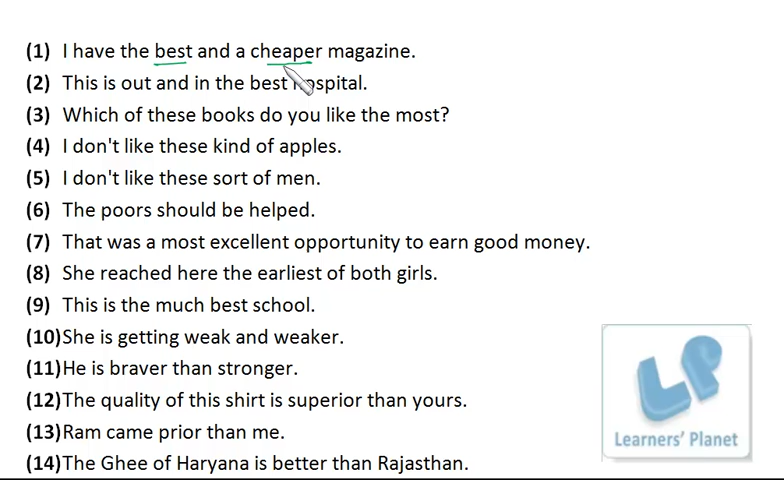 (1) I have the best and a cheaper magazine.
(2) This is out and in the best hospital.
(3) Which of these books do you like the most?
(4) I don't like these kind of apples.
(5) I don't like these sort of men.
(6) The poors should be helped.
(7) That was a most excellent opportunity to earn good money.
(8) She reached here the earliest of both girls.
(9) This is the much best school.
(10) She is getting weak and weaker.
(11) He is braver than stronger.
(12) The quality of this shirt is superior than yours.
(13) Ram came prior than me.
(14) The Ghee of Haryana is better than Rajasthan.
LP
Learners' Planet